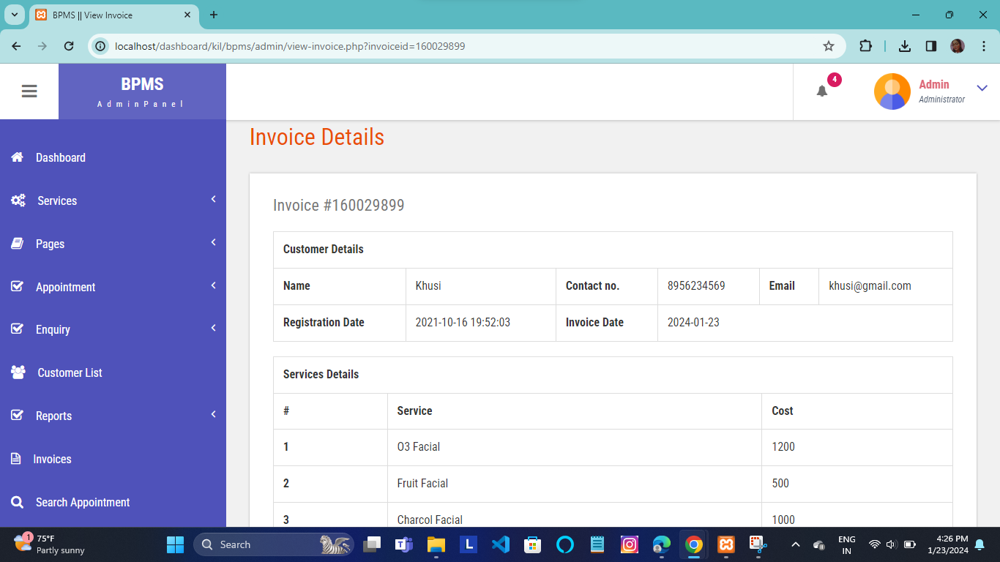 BPMS || View Invoice
localhost/dashboard/kil/bpms/admin/view-invoice.php?invoiceid=160029899
BPMS
AdminPanel
4
Admin
Administrator
Dashboard
Services
Pages
Appointment
Enquiry
Customer List
Reports
Invoices
Search Appointment
Invoice Details
Invoice #160029899
Customer Details
Name Khusi Contact no. 8956234569 Email khusi@gmail.com
Registration Date 2021-10-16 19:52:03 Invoice Date 2024-01-23
Services Details
# Service Cost
1 O3 Facial 1200
2 Fruit Facial 500
3 Charcol Facial 1000
1
75°F
Partly sunny
Search
L
ENG
IN
4:26 PM
1/23/2024